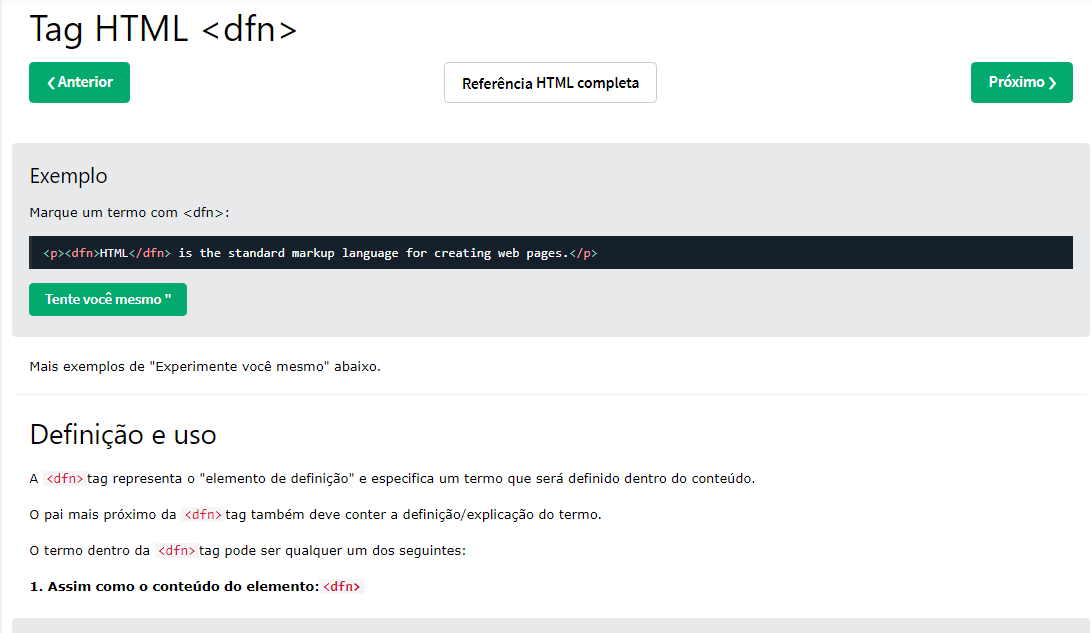 Tag HTML <dfn>
❮ Anterior
Referência HTML completa
Próximo ❯
Exemplo
Marque um termo com <dfn>:
<p><dfn>HTML</dfn> is the standard markup language for creating web pages.</p>
Tente você mesmo "
Mais exemplos de "Experimente você mesmo" abaixo.
Definição e uso
A <dfn> tag representa o "elemento de definição" e especifica um termo que será definido dentro do conteúdo.
O pai mais próximo da <dfn> tag também deve conter a definição/explicação do termo.
O termo dentro da <dfn> tag pode ser qualquer um dos seguintes:
1. Assim como o conteúdo do elemento: <dfn>